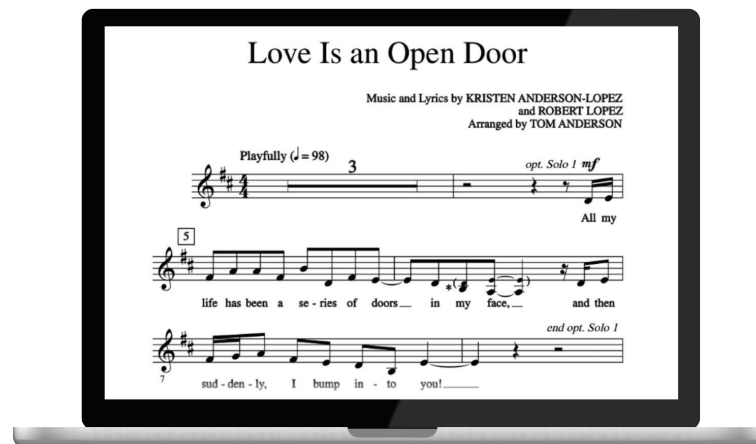 Love Is an Open Door
Music and Lyrics by KRISTEN ANDERSON-LOPEZ
and ROBERT LOPEZ
Arranged by TOM ANDERSON
Playfully (♩ = 98)
3
opt. Solo 1 mf
4
4
All my
5
*
life has been a se - ries of doors in my face, and then
end opt. Solo 1
7
sud - den - ly, I bump in - to you!